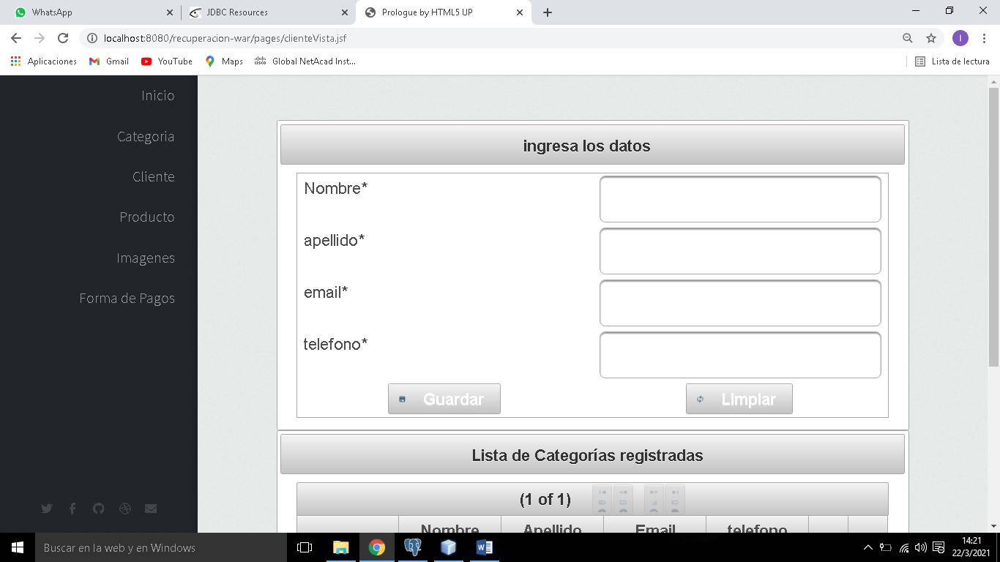 WhatsApp
JDBC Resources
Prologue by HTML5 UP
localhost:8080/recuperacion-war/pages/clienteVista.jsf
I
Aplicaciones
Gmail
YouTube
Maps
Global NetAcad Inst...
Lista de lectura
Inicio
Categoria
Cliente
Producto
Imagenes
Forma de Pagos
ingresa los datos
Nombre*
apellido*
email*
telefono*
Guardar
Limpiar
Lista de Categorías registradas
(1 of 1)
Nombre
Apellido
Email
telefono
Buscar en la web y en Windows
14:21
22/3/2021